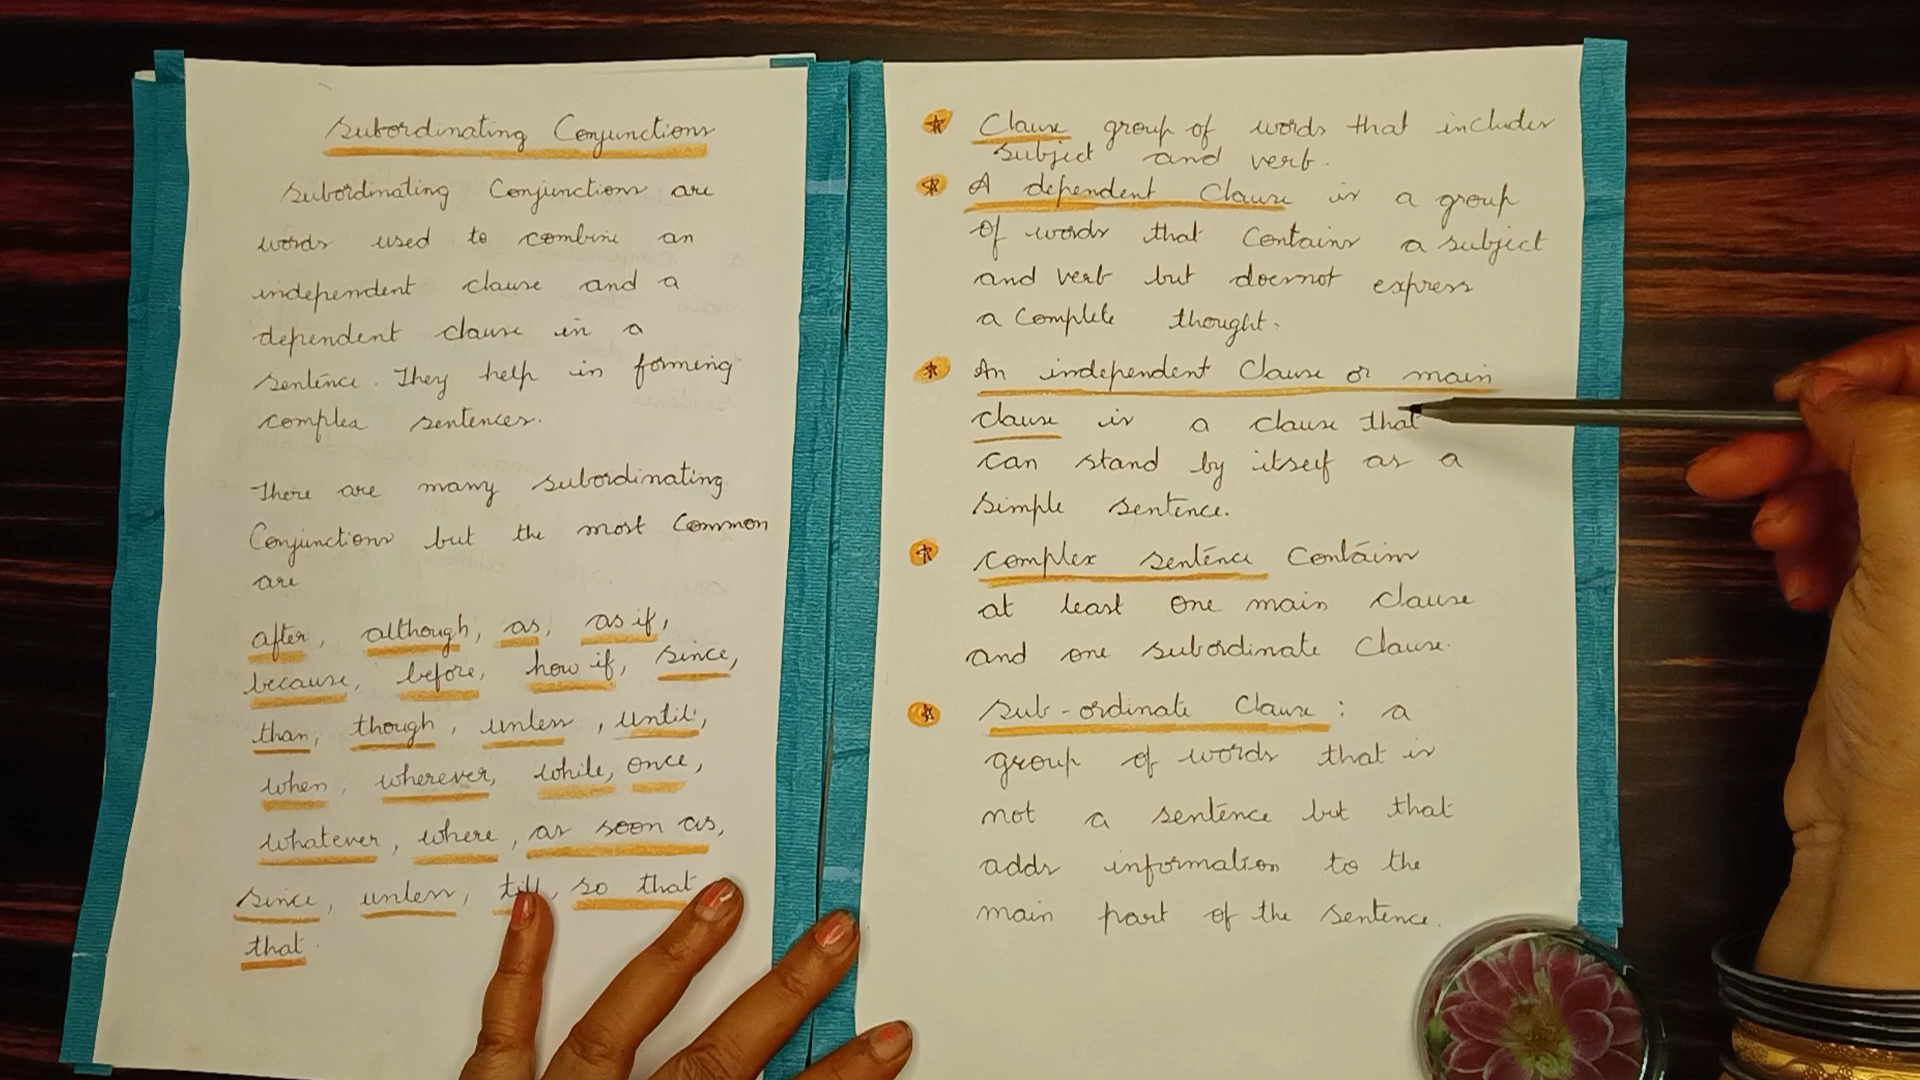 Subordinating Conjunctions
Subordinating Conjunctions are
words used to combine an
independent clause and a
dependent clause in a
sentence. They help in forming
complex sentences.
There are many subordinating
Conjunctions but the most common
are
after, although, as, as if,
because, before, how if, since,
than, though, unless, until,
when, wherever, while, once,
whatever, where, as soon as,
since, unless, till, so that
that.
Clause group of words that includes
subject and verb.
A dependent Clause is a group
of words that Contains a subject
and verb but doesnot express
a Complete thought.
An independent Clause or main
clause is a clause that
can stand by itself as a
simple sentence.
Complex sentence Contain
at least one main clause
and one subordinate Clause.
Sub-ordinate Clause : a
group of words that is
not a sentence but that
adds information to the
main part of the sentence.